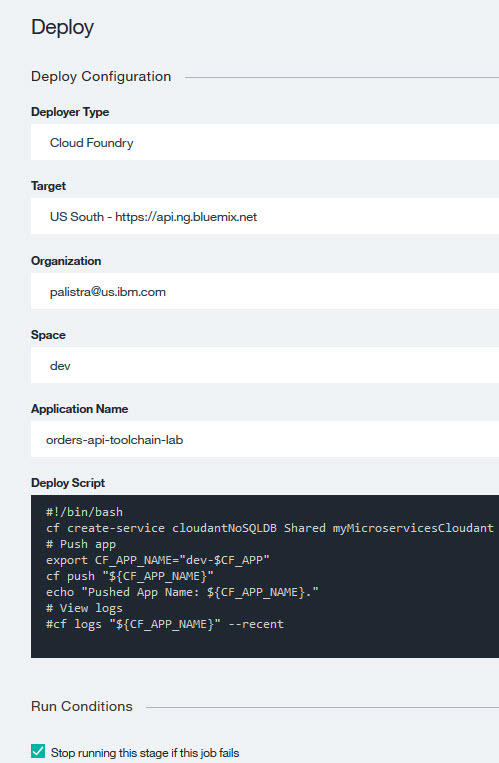 Deploy
Deploy Configuration
Deployer Type
Cloud Foundry
Target
US South - https://api.ng.bluemix.net
Organization
palistra@us.ibm.com
Space
dev
Application Name
orders-api-toolchain-lab
Deploy Script
#!/bin/bash
cf create-service cloudantNoSQLDB Shared myMicroservicesCloudant
# Push app
export CF_APP_NAME="dev-$CF_APP"
cf push "${CF_APP_NAME}"
echo "Pushed App Name: ${CF_APP_NAME}."
# View logs
#cf logs "${CF_APP_NAME}" --recent
Run Conditions
Stop running this stage if this job fails